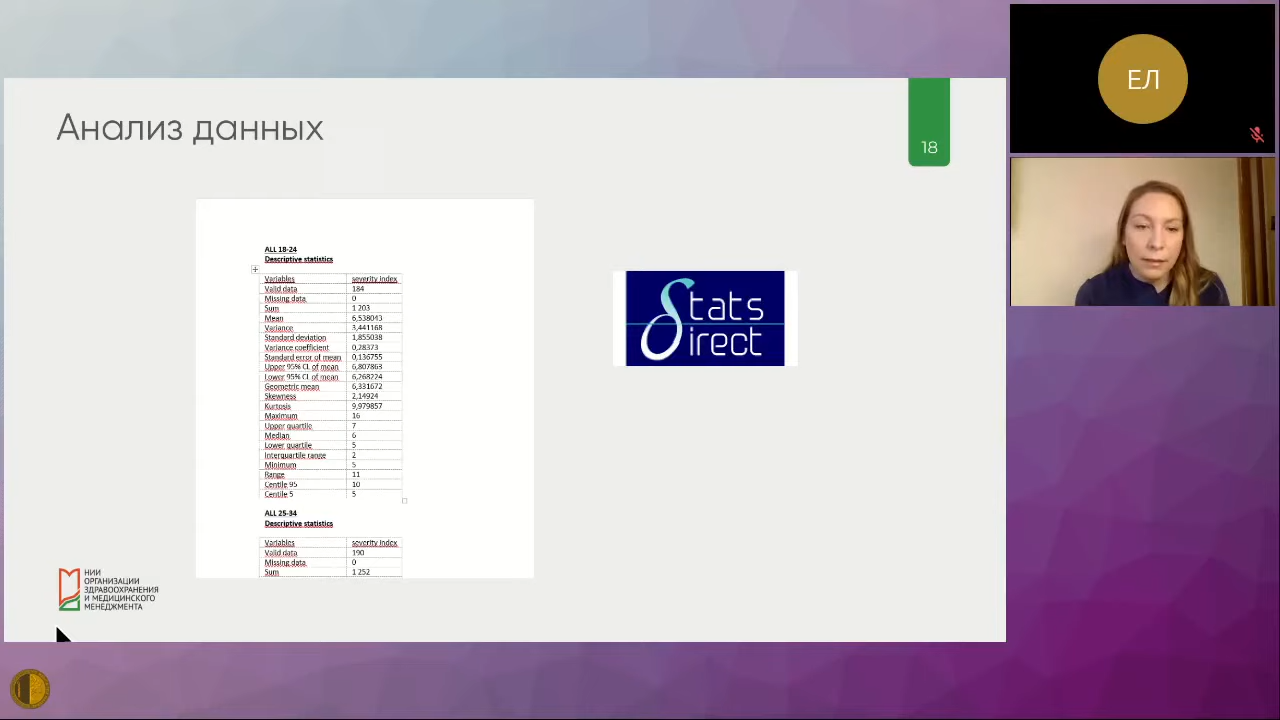 Анализ данных
18
ALL 18-24
Descriptive statistics
Variables severity index
Valid data 184
Missing data 0
Sum 1 203
Mean 6,538043
Variance 3,441168
Standard deviation 1,855038
Variance coefficient 0,28373
Standard error of mean 0,136755
Upper 95% CL of mean 6,807863
Lower 95% CL of mean 6,268224
Geometric mean 6,331672
Skewness 2,14924
Kurtosis 9,979857
Maximum 16
Upper quartile 7
Median 6
Lower quartile 5
Interquartile range 2
Minimum 5
Range 11
Centile 95 10
Centile 5 5
ALL 25-34
Descriptive statistics
Variables severity index
Valid data 190
Missing data 0
Sum 1 252
Stats
Direct
НИИ
ОРГАНИЗАЦИИ
ЗДРАВООХРАНЕНИЯ
И МЕДИЦИНСКОГО
МЕНЕДЖМЕНТА
ЕЛ